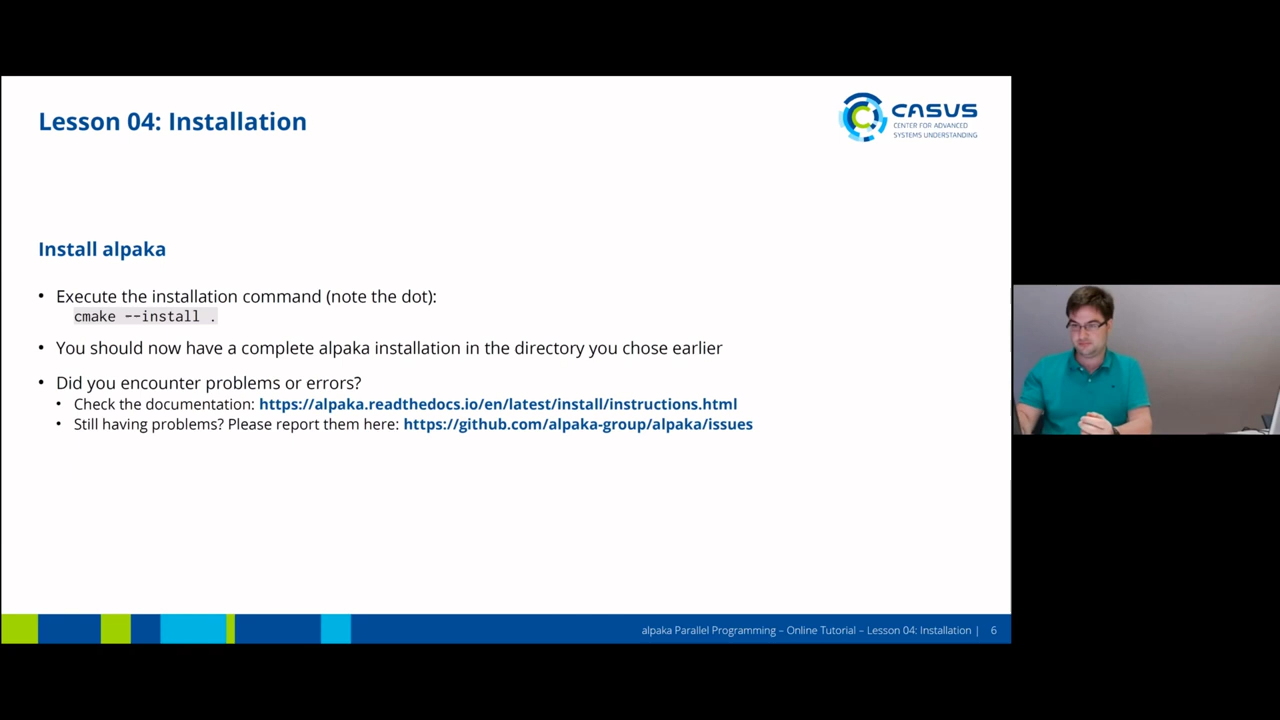 Lesson 04: Installation
CASUS
CENTER FOR ADVANCED
SYSTEMS UNDERSTANDING
Install alpaka
• Execute the installation command (note the dot):
cmake --install .
• You should now have a complete alpaka installation in the directory you chose earlier
• Did you encounter problems or errors?
• Check the documentation: https://alpaka.readthedocs.io/en/latest/install/instructions.html
• Still having problems? Please report them here: https://github.com/alpaka-group/alpaka/issues
alpaka Parallel Programming – Online Tutorial – Lesson 04: Installation | 6